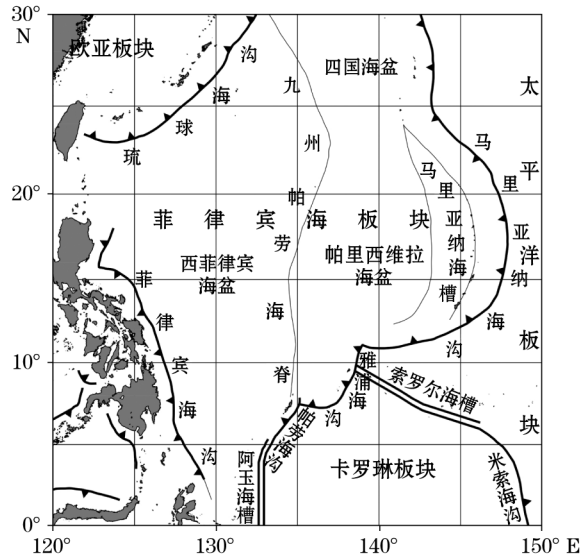 30°
N
欧亚板块
四国海盆
太平洋板块
琉球海沟
九州帕劳海脊
马里亚纳海槽
马里亚纳海沟
20°
菲律宾海板块
西菲律宾
海盆
帕里西维拉
海盆
菲律宾海沟
10°
雅浦海沟
索罗尔海槽
帕劳海沟
阿玉海槽
卡罗琳板块
米索海沟
0°
120°
130°
140°
150° E